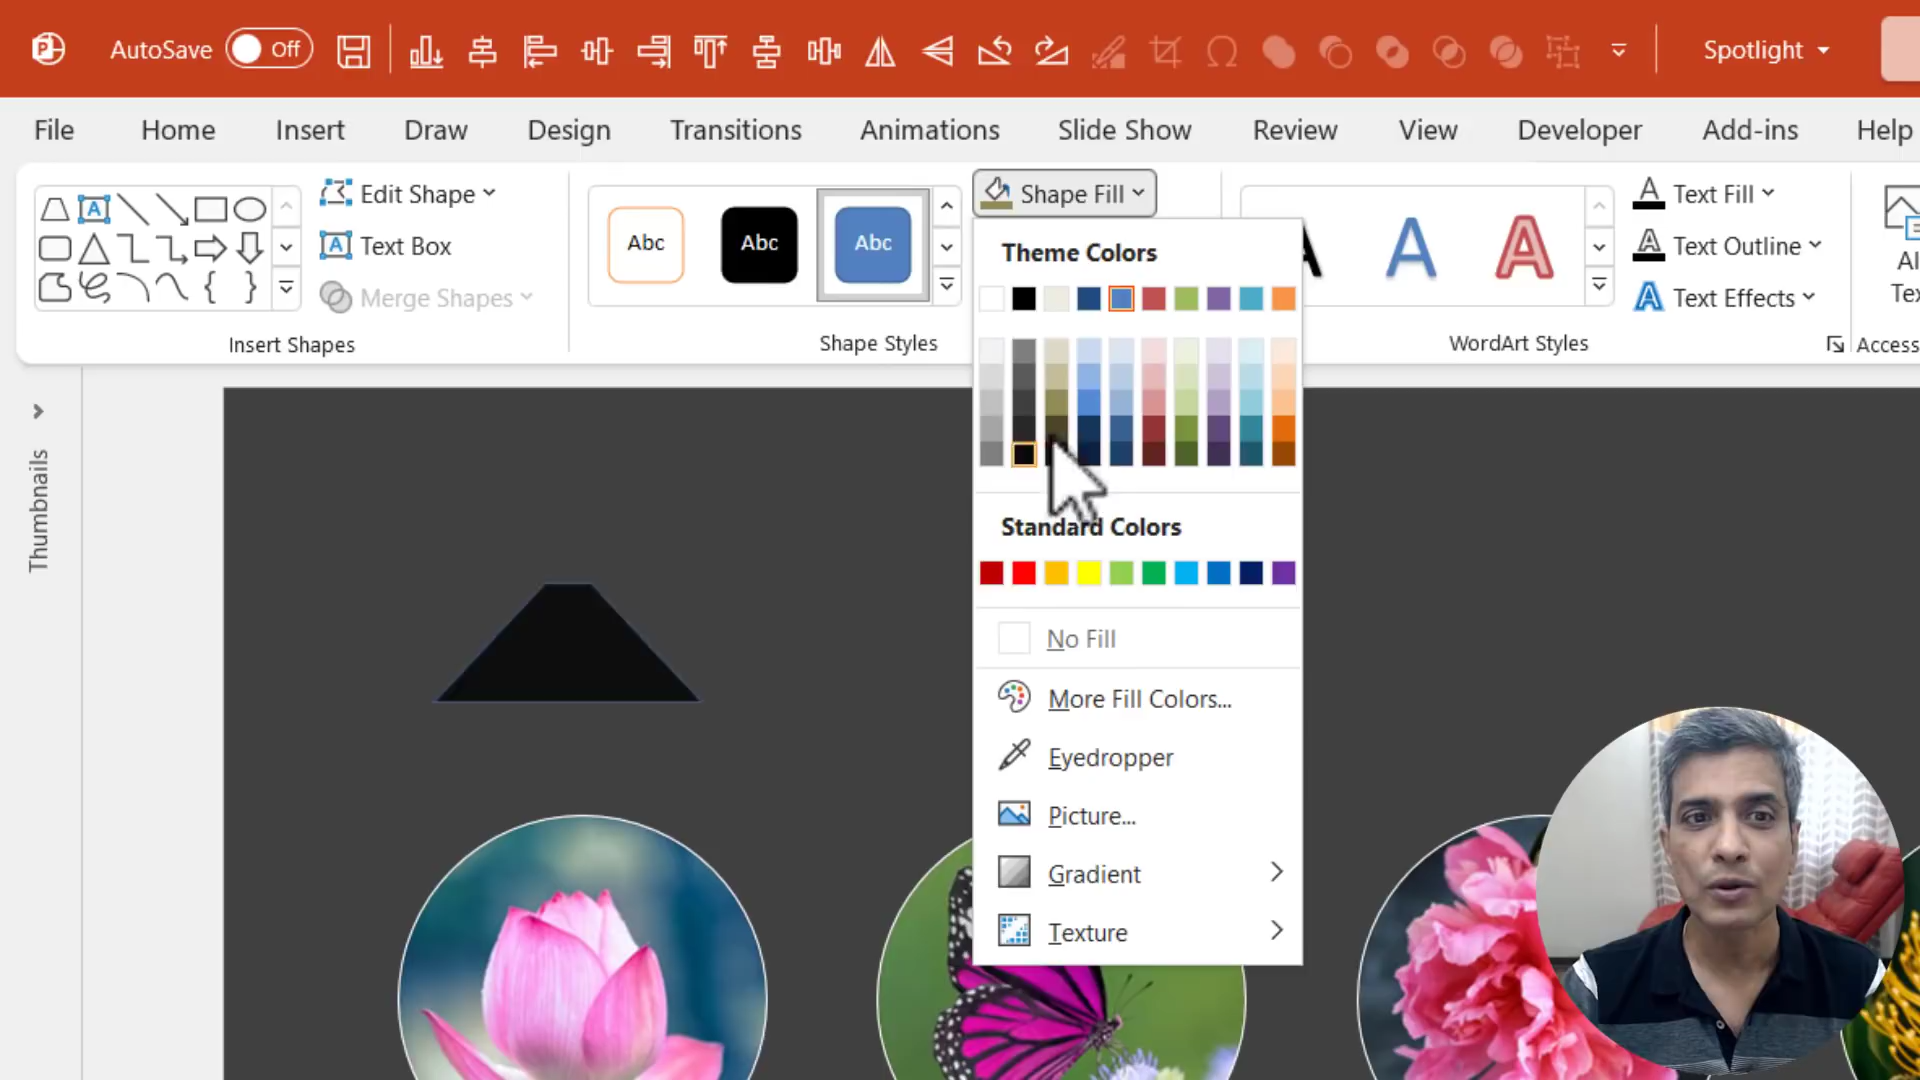 AutoSave Off Spotlight
File Home Insert Draw Design Transitions Animations Slide Show Review View Developer Add-ins Help
Edit Shape
Text Box
Merge Shapes
Insert Shapes
Abc Abc Abc
Shape Styles
Shape Fill
Theme Colors
Standard Colors
No Fill
More Fill Colors...
Eyedropper
Picture...
Gradient
Texture
A A A
Text Fill
Text Outline
Text Effects
WordArt Styles
Thumbnails